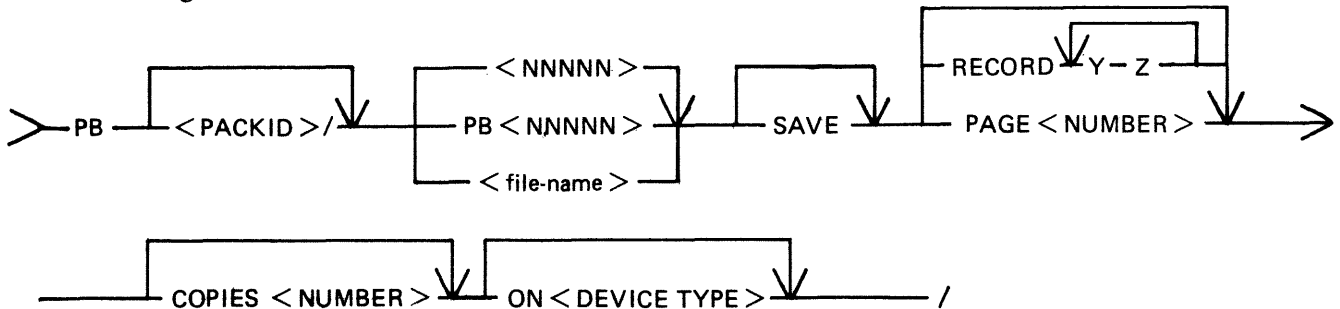 < NNNNN >
RECORD Y – Z
PB < PACKID > / PB < NNNNN > SAVE PAGE < NUMBER >
< file-name >
COPIES < NUMBER > ON < DEVICE TYPE > /